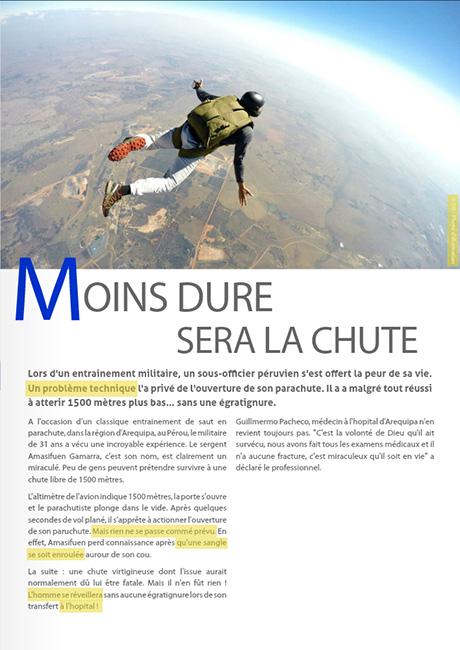 MOINS DURE
SERA LA CHUTE
Lors d'un entrainement militaire, un sous-officier péruvien s'est offert la peur de sa vie.
Un problème technique l'a privé de l'ouverture de son parachute. Il a a malgré tout réussi
à atterir 1500 mètres plus bas... sans une égratignure.
A l'occasion d'un classique entrainement de saut en
parachute, dans la région d'Arequipa, au Pérou, le militaire
de 31 ans a vécu une incroyable expérience. Le sergent
Amasifuen Gamarra, c'est son nom, est clairement un
miraculé. Peu de gens peuvent prétendre survivre à une
chute libre de 1500 mètres.
L'altimètre de l'avion indique 1500 mètres, la porte s'ouvre
et le parachutiste plonge dans le vide. Après quelques
secondes de vol plané, il s'apprête à actionner l'ouverture
de son paruchute. Mais rien ne se passe comme prévu. En
effet, Amasifuen perd connaissance après qu'une sangle
se soit enroulée aurour de son cou.
La suite : une chute virtigineuse dont l'issue aurait
normalement dû lui être fatale. Mais il n'en fût rien !
L'homme se réveillera sans aucune égratignure lors de son
transfert à l'hopital !
Guillmermo Pacheco, médecin à l'hopital d'Arequipa n'en
revient toujours pas. "C'est la volonté de Dieu qu'il ait
survécu, nous avons fait tous les examens médicaux et il
n'a aucune fracture, c'est miraculeux qu'il soit en vie" a
déclaré le professionnel.